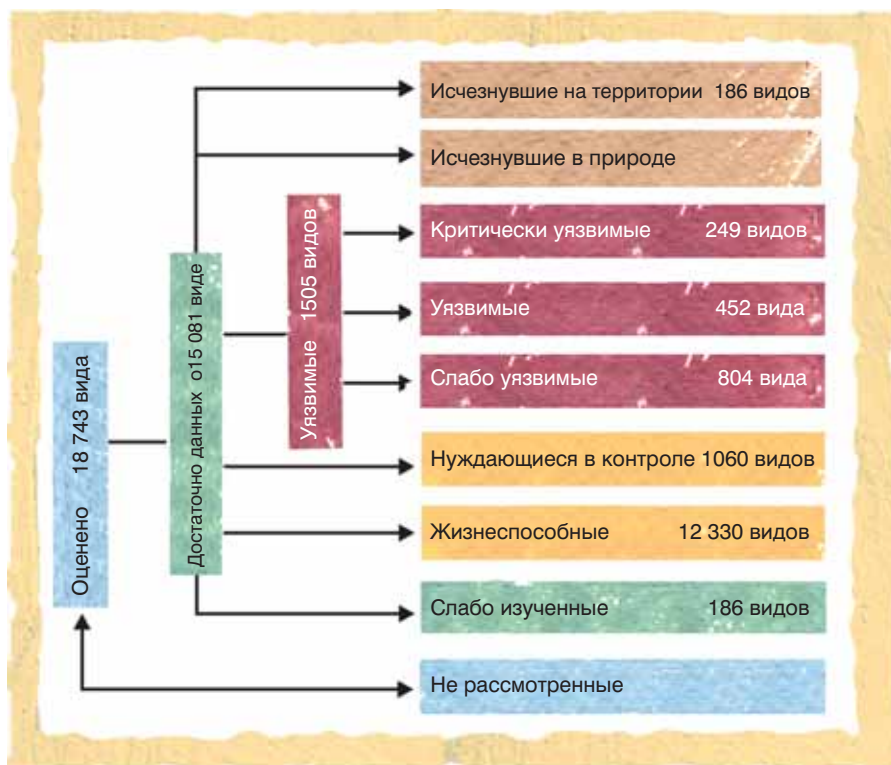 Исчезнувшие на территории 186 видов
Исчезнувшие в природе
Критически уязвимые 249 видов
Уязвимые 452 вида
Слабо уязвимые 804 вида
Нуждающиеся в контроле 1060 видов
Жизнеспособные 12 330 видов
Слабо изученные 186 видов
Не рассмотренные
Уязвимые 1505 видов
Достаточно данных о15 081 виде
Оценено 18 743 вида